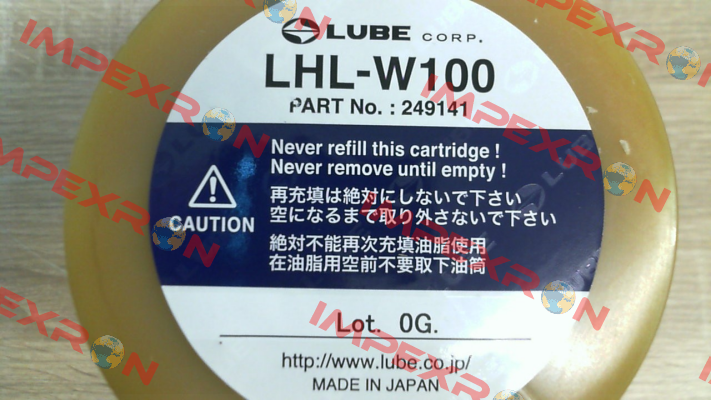 LUBE CORP.
LHL-W100
PART No. : 249141
Never refill this cartridge !
Never remove until empty !
CAUTION
再充填は絶対にしないで下さい
空になるまで取り外さないで下さい
絶対不能再次充填油脂使用
在油脂用空前不要取下油筒
Lot. 0G.
http://www.lube.co.jp/
MADE IN JAPAN
IMPEXRON